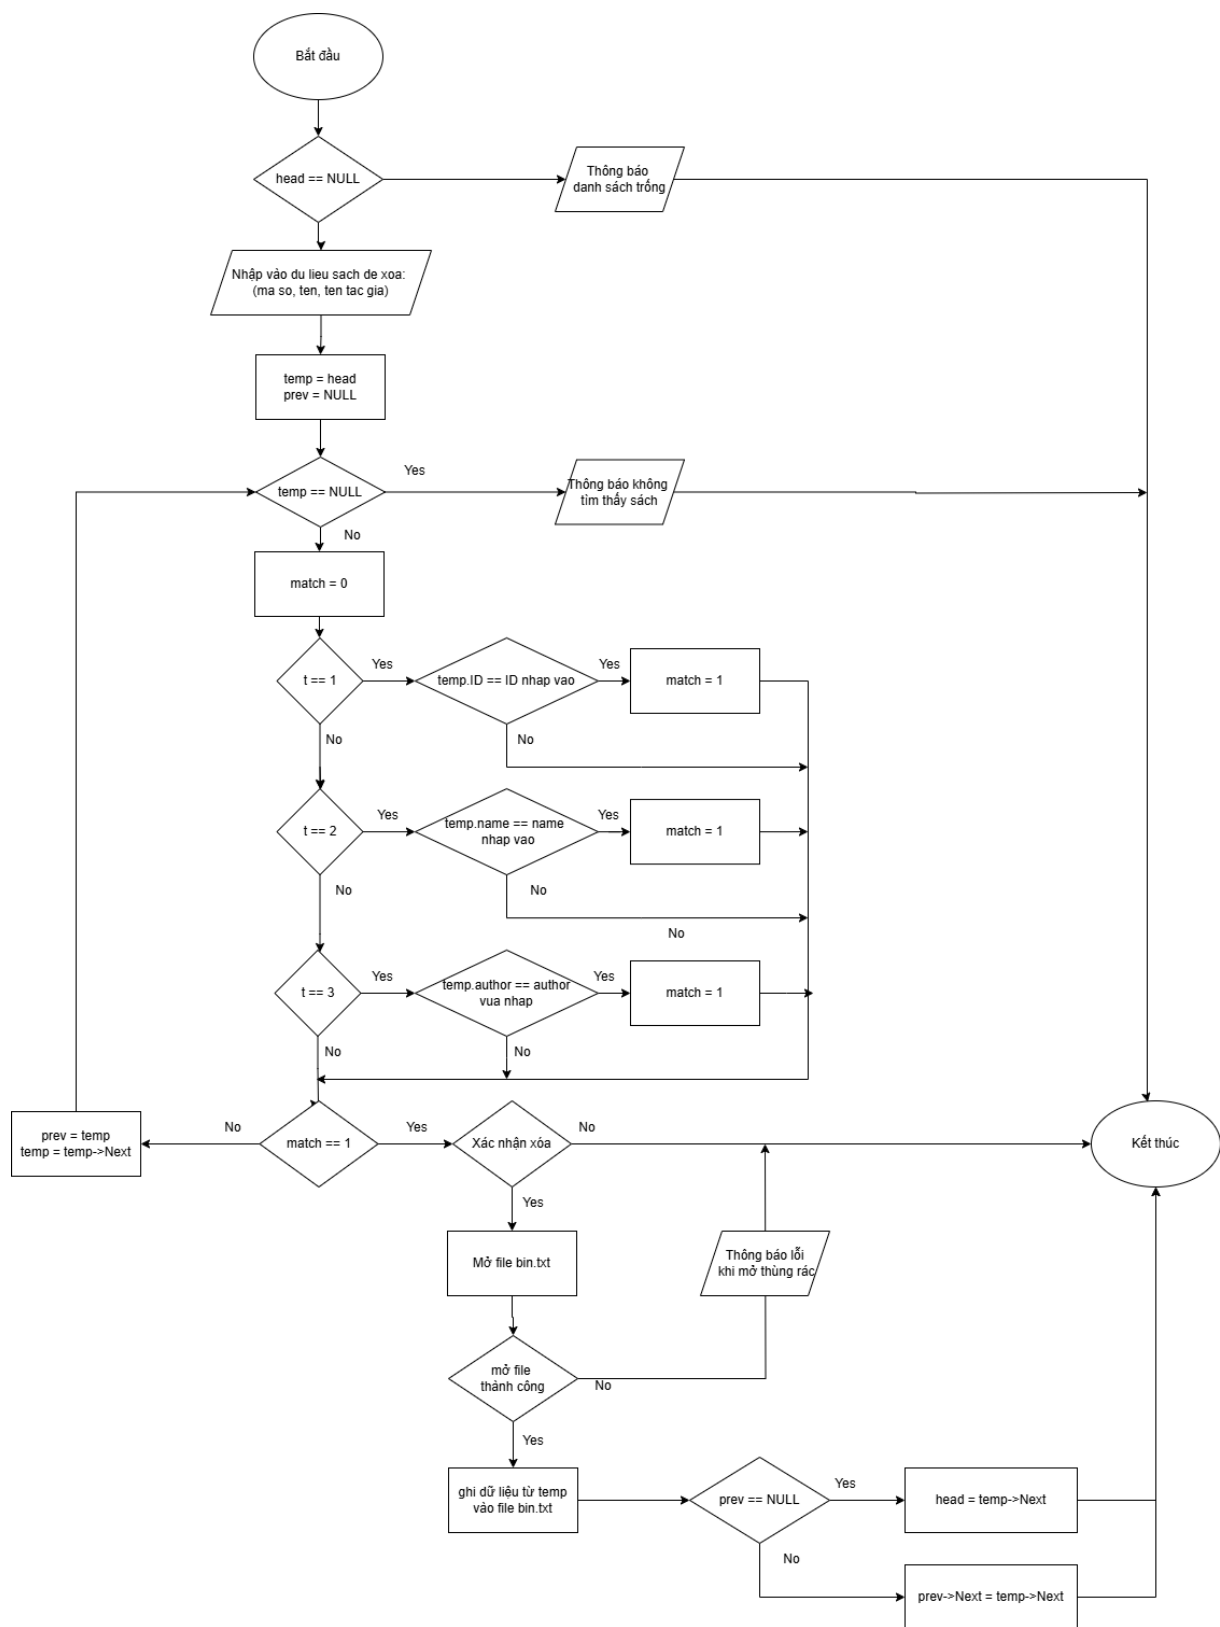 Bắt đầu
head == NULL
Thông báo
danh sách trống
Nhập vào du lieu sach de xoa:
(ma so, ten, ten tac gia)
temp = head
prev = NULL
temp == NULL
Yes
Thông báo không
tìm thấy sách
No
match = 0
t == 1
Yes
temp.ID == ID nhap vao
Yes
match = 1
No
No
t == 2
Yes
temp.name == name
nhap vao
Yes
match = 1
No
No
No
t == 3
Yes
temp.author == author
vua nhap
Yes
match = 1
No
No
prev = temp
temp = temp->Next
No
match == 1
Yes
Xác nhận xóa
No
Kết thúc
Yes
Mở file bin.txt
Thông báo lỗi
khi mở thùng rác
mở file
thành công
No
Yes
ghi dữ liệu từ temp
vào file bin.txt
prev == NULL
Yes
head = temp->Next
No
prev->Next = temp->Next